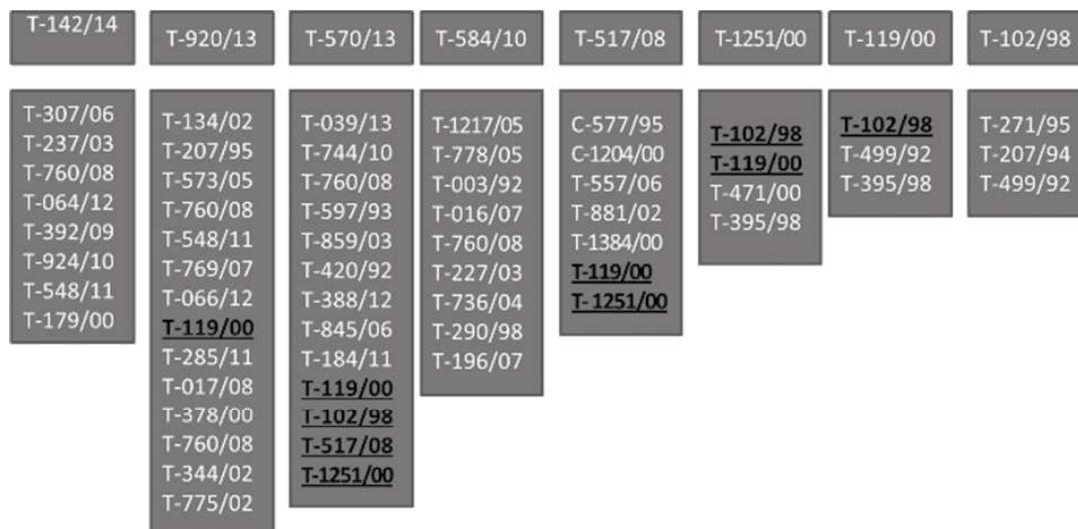 T-142/14
T-920/13
T-570/13
T-584/10
T-517/08
T-1251/00
T-119/00
T-102/98
T-307/06
T-237/03
T-760/08
T-064/12
T-392/09
T-924/10
T-548/11
T-179/00
T-134/02
T-207/95
T-573/05
T-760/08
T-548/11
T-769/07
T-066/12
T-119/00
T-285/11
T-017/08
T-378/00
T-760/08
T-344/02
T-775/02
T-039/13
T-744/10
T-760/08
T-597/93
T-859/03
T-420/92
T-388/12
T-845/06
T-184/11
T-119/00
T-102/98
T-517/08
T-1251/00
T-1217/05
T-778/05
T-003/92
T-016/07
T-760/08
T-227/03
T-736/04
T-290/98
T-196/07
C-577/95
C-1204/00
T-557/06
T-881/02
T-1384/00
T-119/00
T- 1251/00
T-102/98
T-119/00
T-471/00
T-395/98
T-102/98
T-499/92
T-395/98
T-271/95
T-207/94
T-499/92